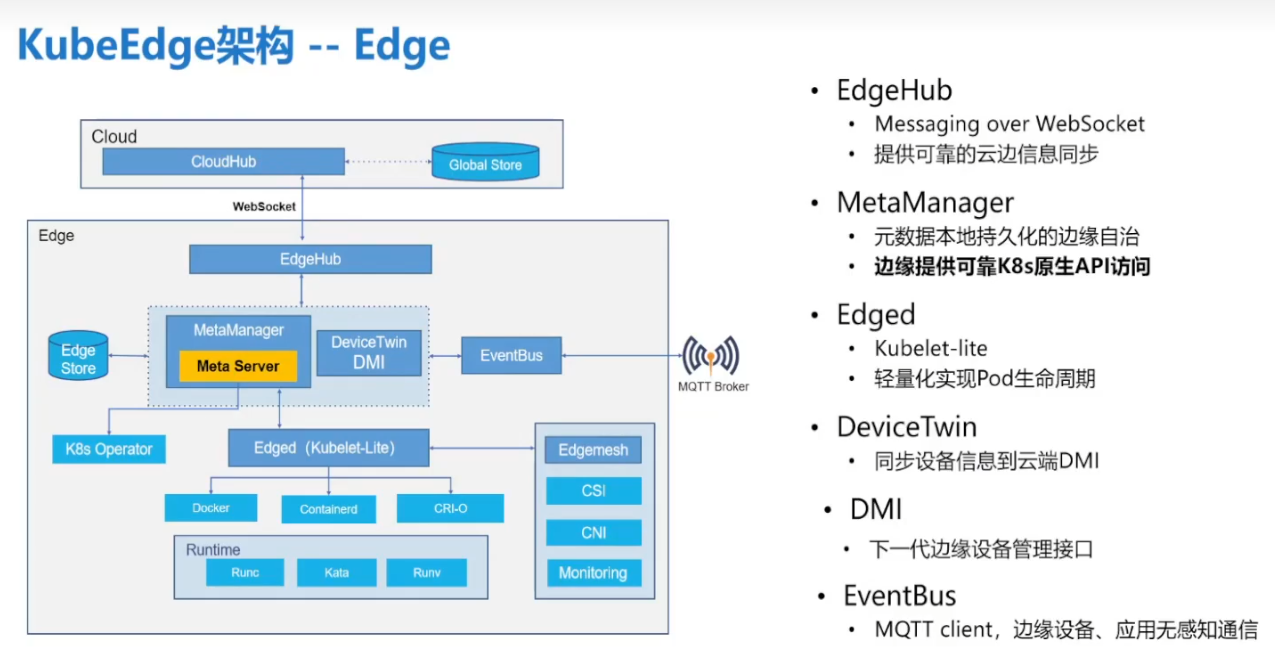 KubeEdge架构 -- Edge
Cloud
CloudHub
Global Store
WebSocket
Edge
EdgeHub
MetaManager
Meta Server
DeviceTwin
DMI
Edge
Store
EventBus
MQTT Broker
K8s Operator
Edged（Kubelet-Lite）
Docker
Containerd
CRI-O
Runtime
Runc
Kata
Runv
Edgemesh
CSI
CNI
Monitoring
• EdgeHub
• Messaging over WebSocket
• 提供可靠的云边信息同步
• MetaManager
• 元数据本地持久化的边缘自治
• 边缘提供可靠K8s原生API访问
• Edged
• Kubelet-lite
• 轻量化实现Pod生命周期
• DeviceTwin
• 同步设备信息到云端DMI
• DMI
• 下一代边缘设备管理接口
• EventBus
• MQTT client，边缘设备、应用无感知通信